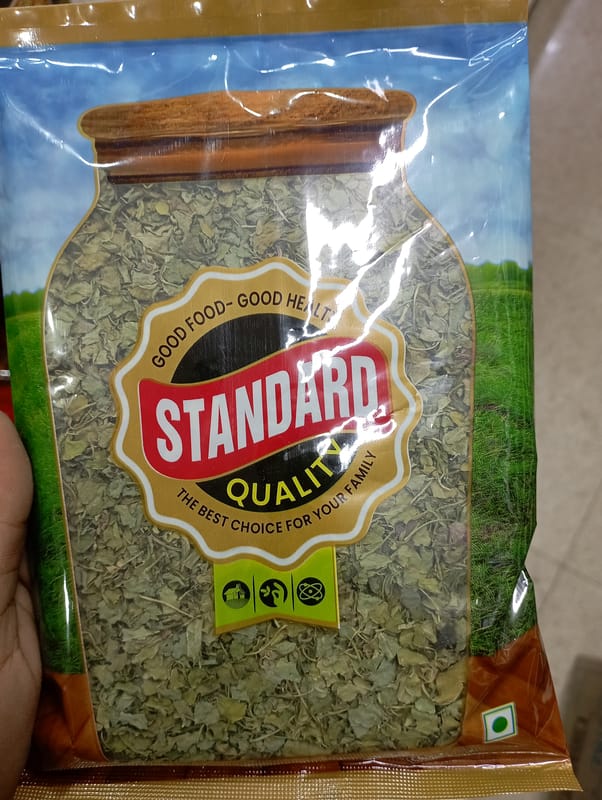 GOOD FOOD- GOOD HEALTH
STANDARD
QUALITY
THE BEST CHOICE FOR YOUR FAMILY